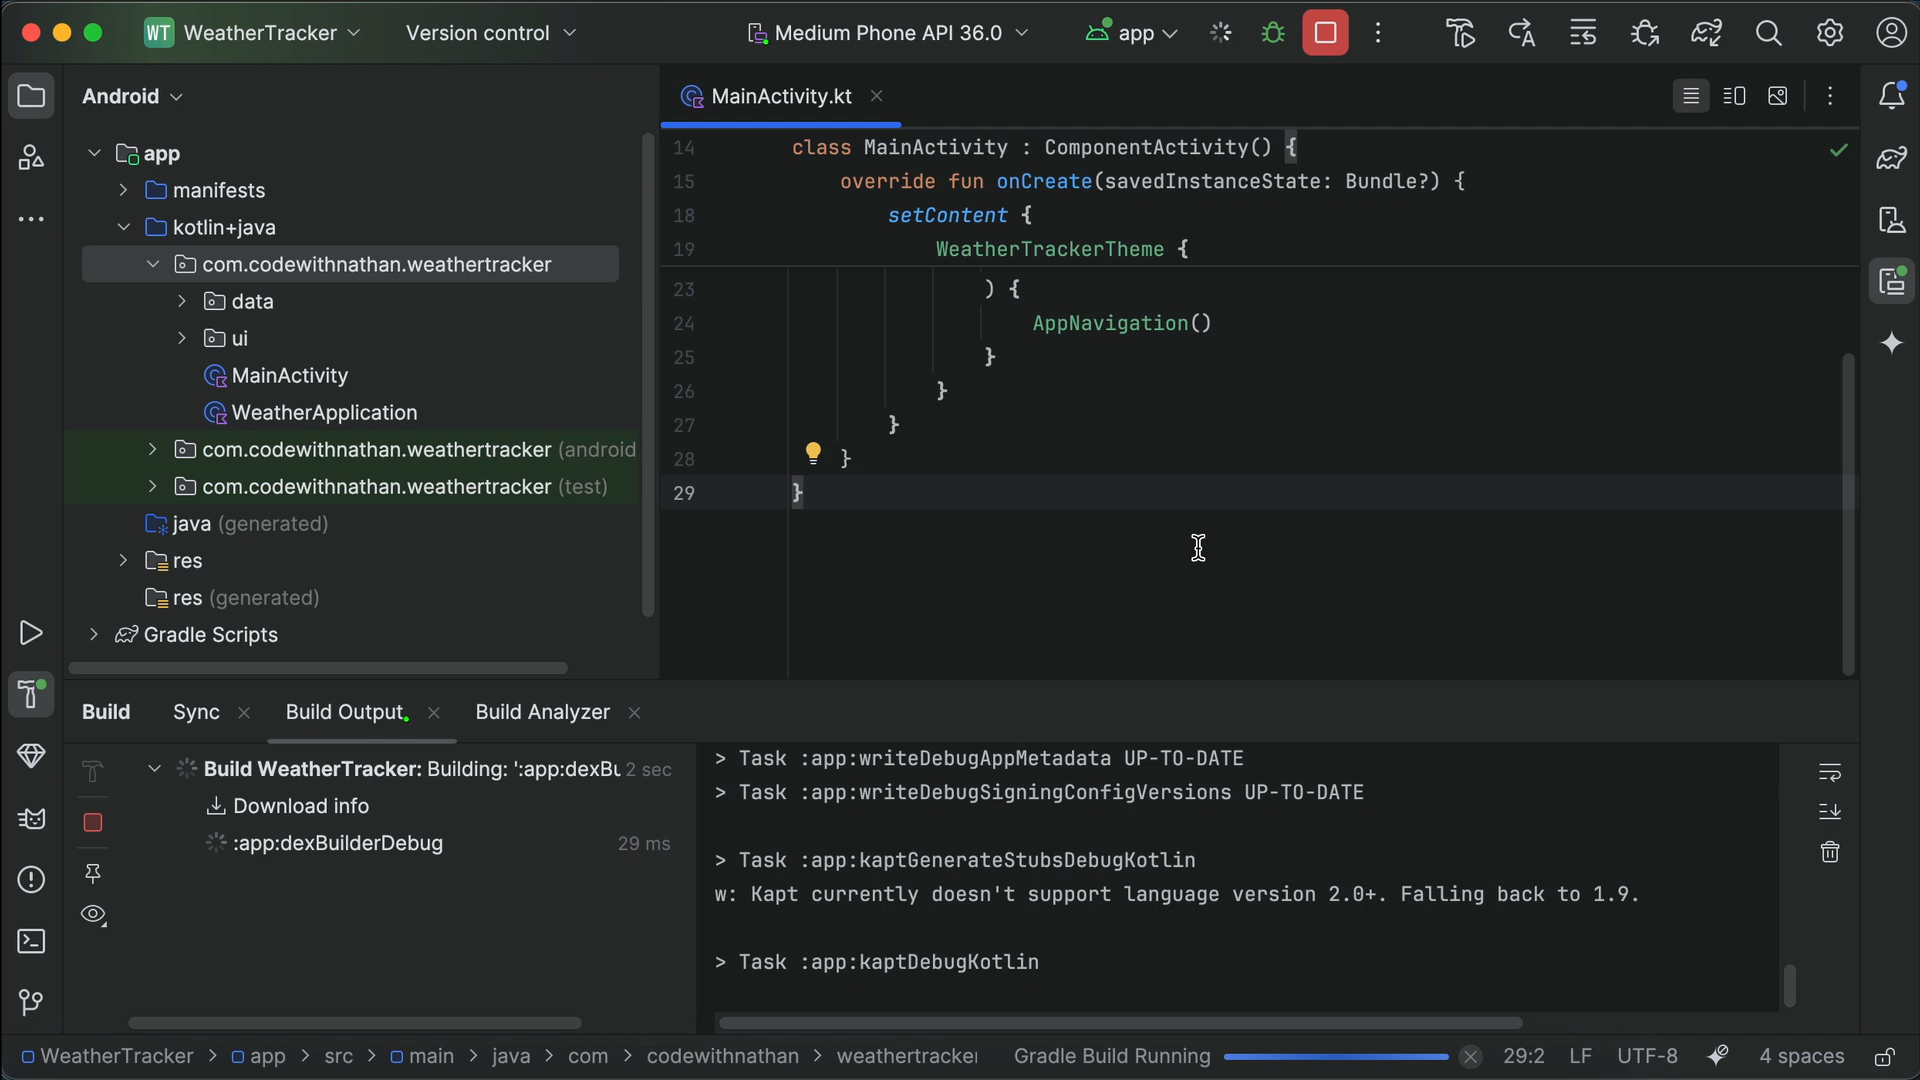 WT WeatherTracker Version control Medium Phone API 36.0 app
Android
app
manifests
kotlin+java
com.codewithnathan.weathertracker
data
ui
MainActivity
WeatherApplication
com.codewithnathan.weathertracker (android
com.codewithnathan.weathertracker (test)
java (generated)
res
res (generated)
Gradle Scripts
MainActivity.kt
14 class MainActivity : ComponentActivity() {
15 override fun onCreate(savedInstanceState: Bundle?) {
18 setContent {
19 WeatherTrackerTheme {
23 ) {
24 AppNavigation()
25 }
26 }
27 }
28 }
29 }
Build Sync Build Output Build Analyzer
Build WeatherTracker: Building: ':app:dexBu 2 sec
Download info
:app:dexBuilderDebug 29 ms
> Task :app:writeDebugAppMetadata UP-TO-DATE
> Task :app:writeDebugSigningConfigVersions UP-TO-DATE
> Task :app:kaptGenerateStubsDebugKotlin
w: Kapt currently doesn't support language version 2.0+. Falling back to 1.9.
> Task :app:kaptDebugKotlin
WeatherTracker > app > src > main > java > com > codewithnathan > weathertracker Gradle Build Running 29:2 LF UTF-8 4 spaces